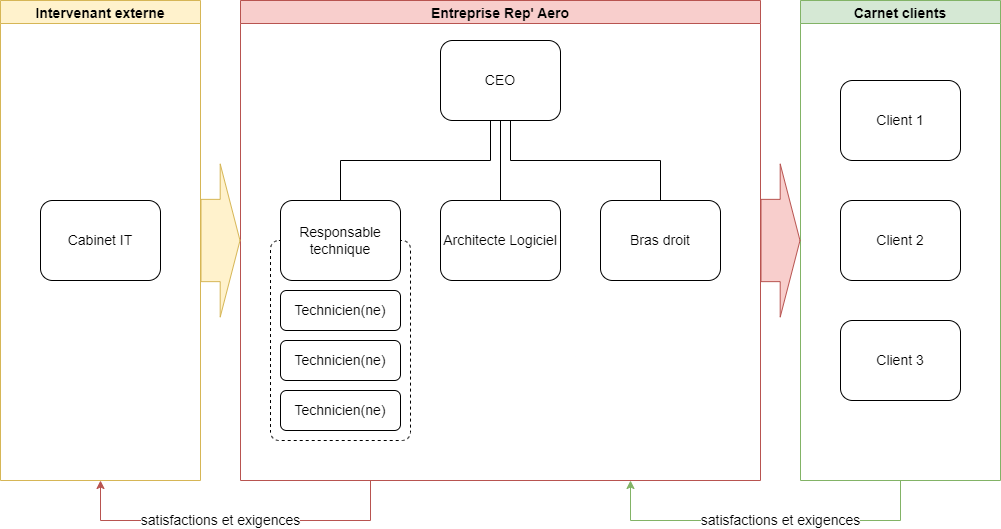 Intervenant externe
Entreprise Rep' Aero
Carnet clients
CEO
Client 1
Cabinet IT
Responsable
technique
Architecte Logiciel
Bras droit
Client 2
Technicien(ne)
Technicien(ne)
Client 3
Technicien(ne)
satisfactions et exigences
satisfactions et exigences